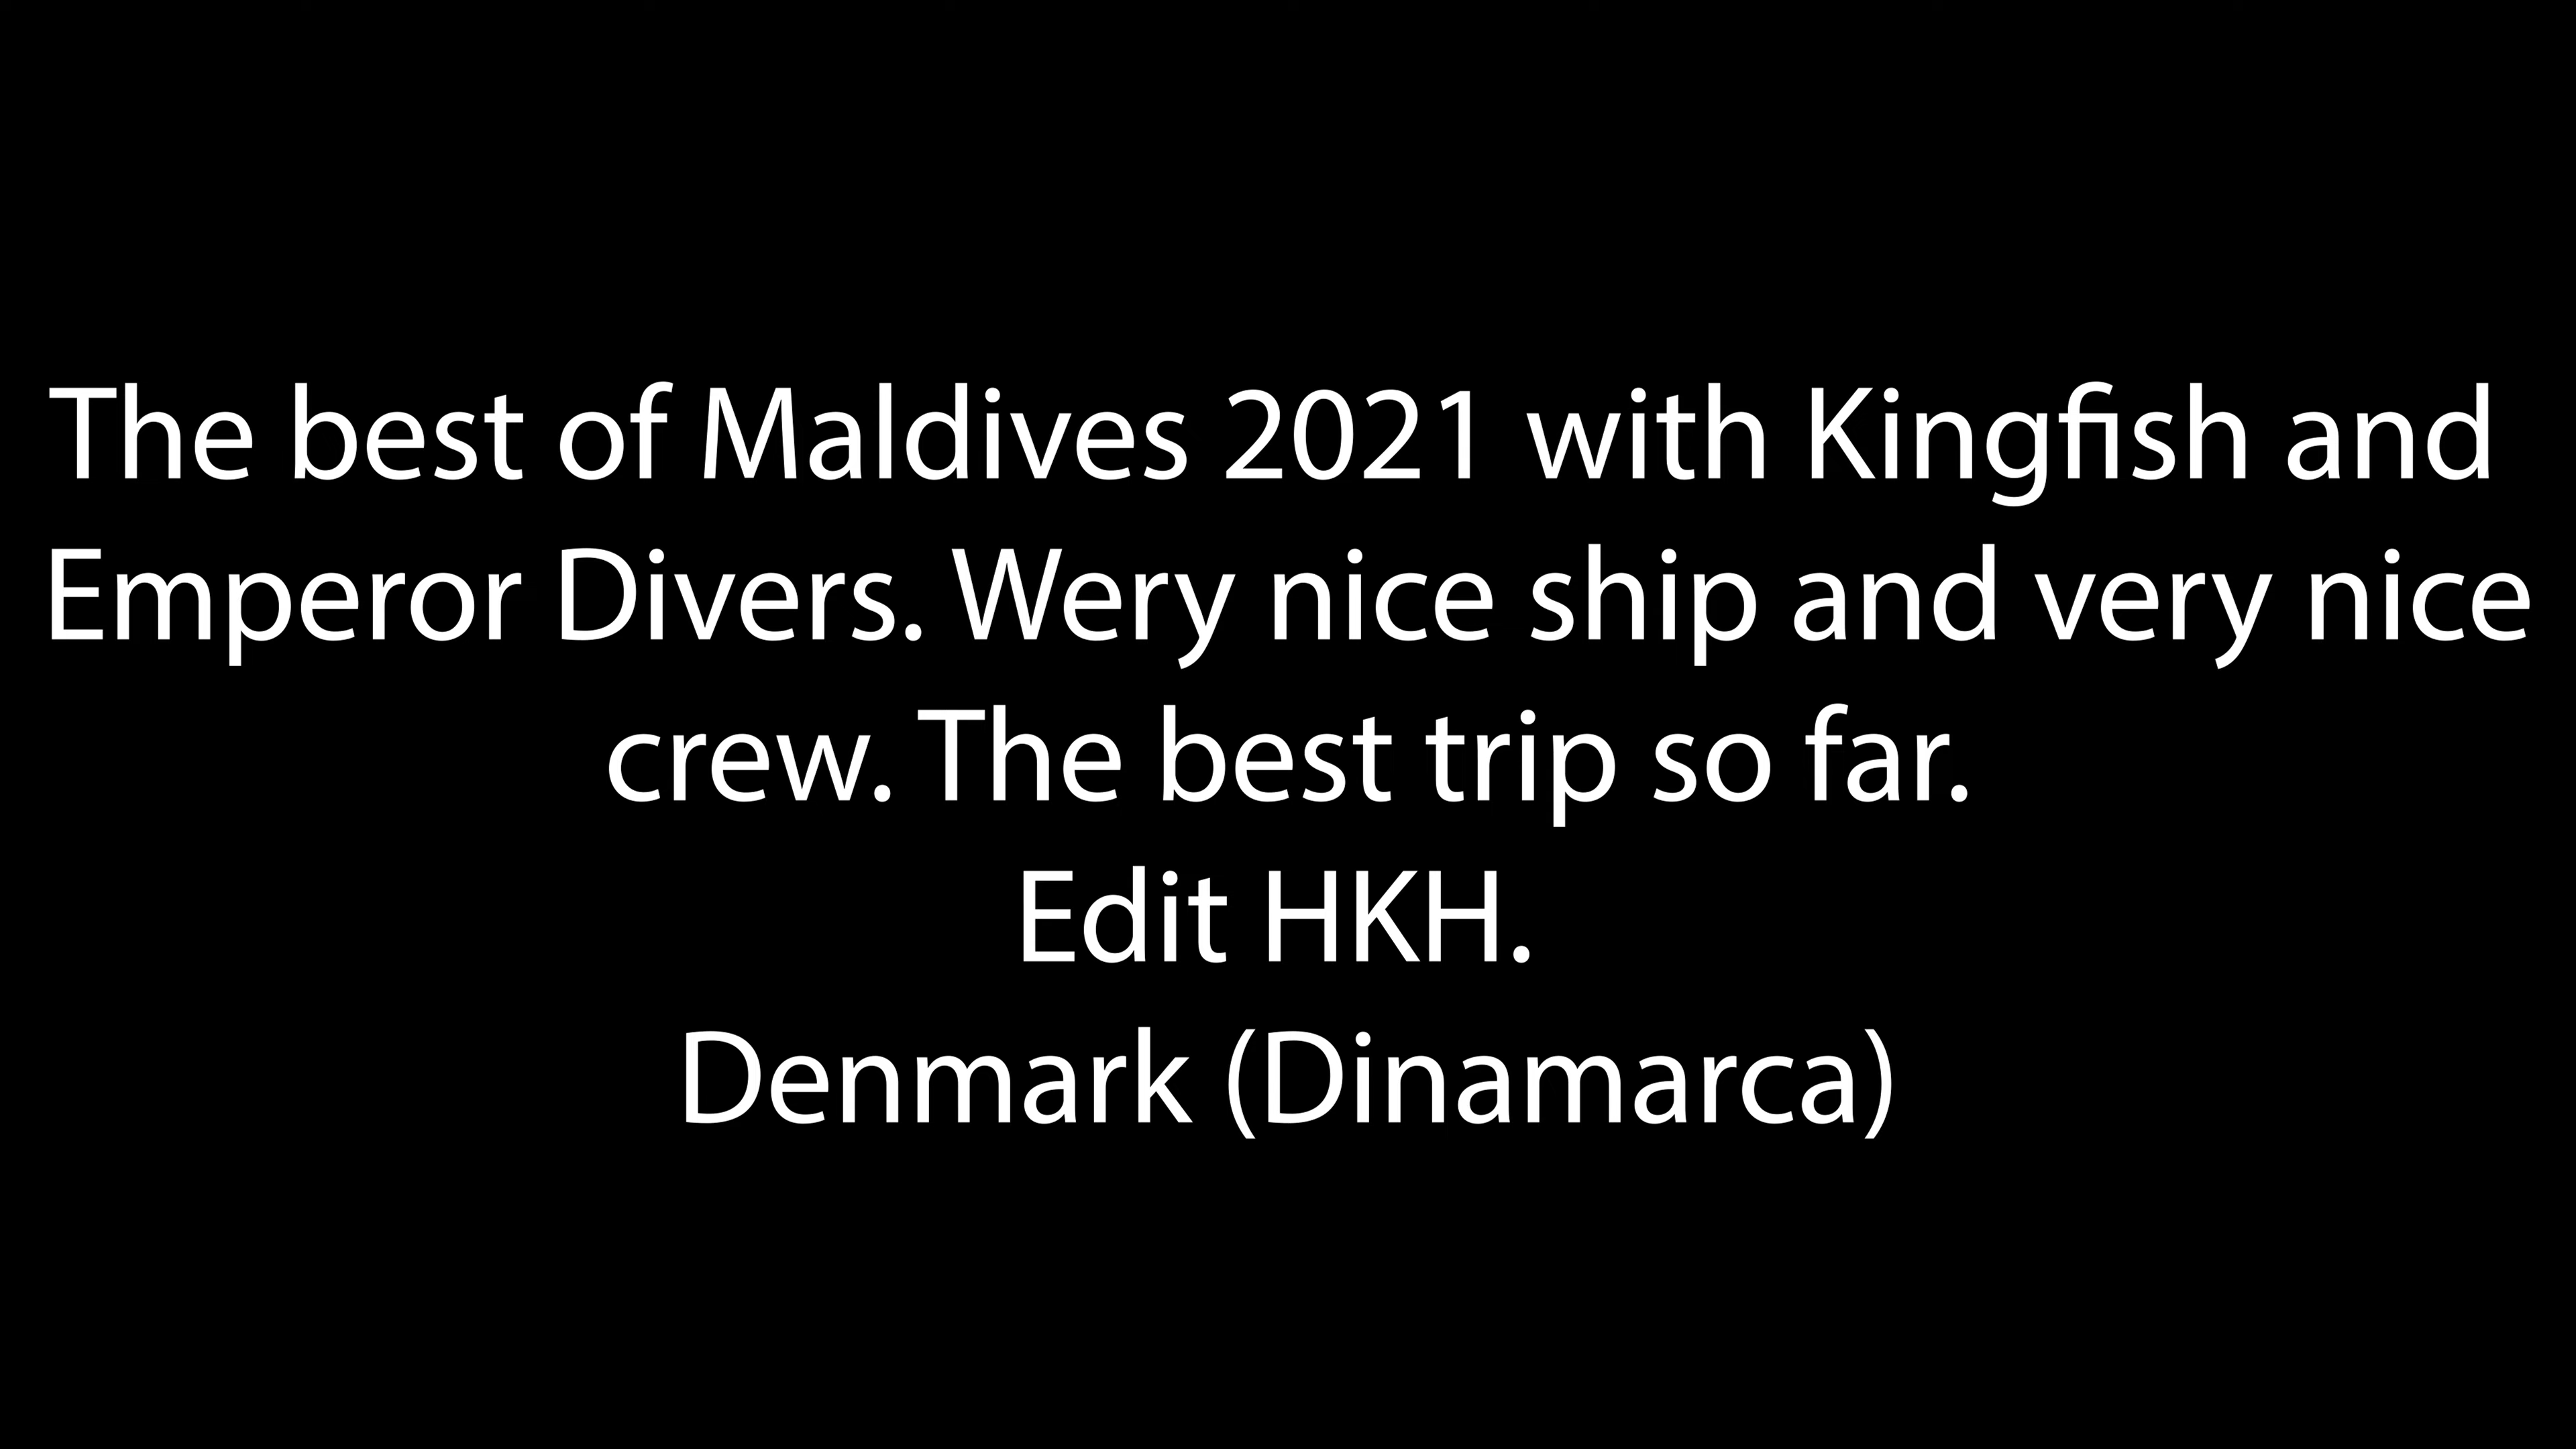 The best of Maldives 2021 with Kingfish and
Emperor Divers. Wery nice ship and very nice
crew. The best trip so far.
Edit HKH.
Denmark (Dinamarca)